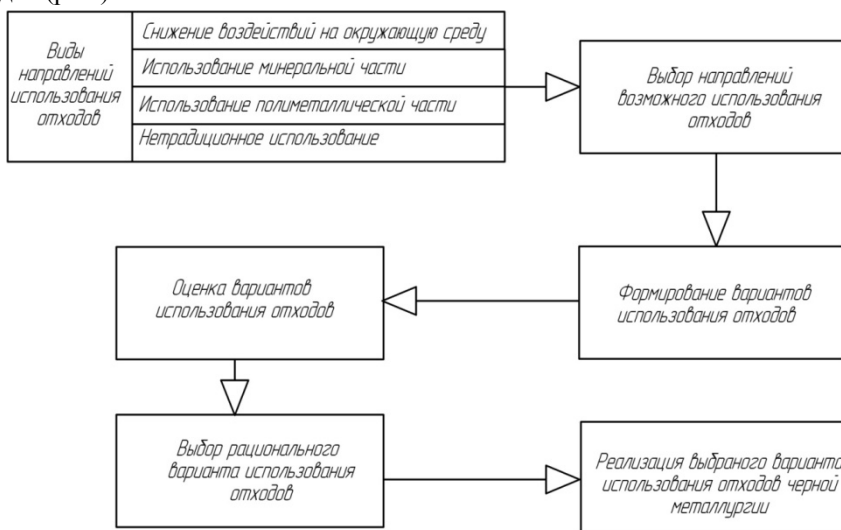 Виды
направлений
использования
отходов
Снижение воздействий на окружающую среду
Использование минеральной части
Использование полиметаллической части
Нетрадиционное использование
Выбор направлений
возможного использования
отходов
Формирование вариантов
использования отходов
Оценка вариантов
использования отходов
Выбор рационального
варианта использования
отходов
Реализация выбраного варианта
использования отходов черной
металлургии